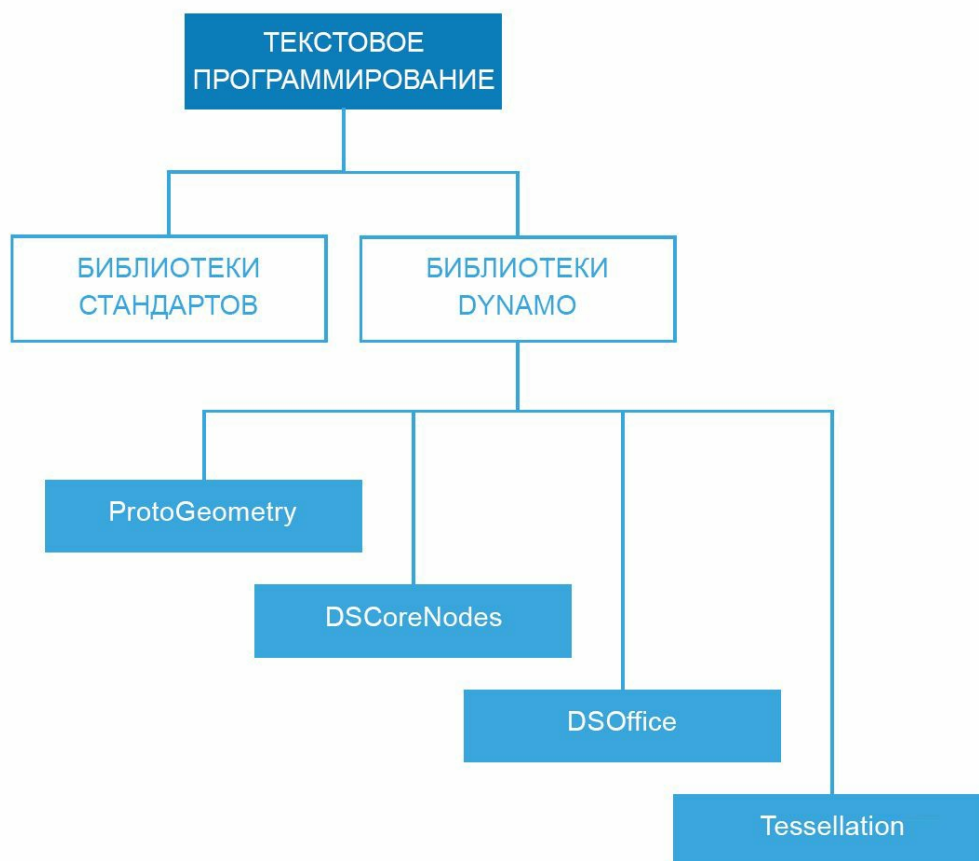 ТЕКСТОВОЕ
ПРОГРАММИРОВАНИЕ
БИБЛИОТЕКИ
СТАНДАРТОВ
БИБЛИОТЕКИ
DYNAMO
ProtoGeometry
DSCoreNodes
DSOffice
Tessellation